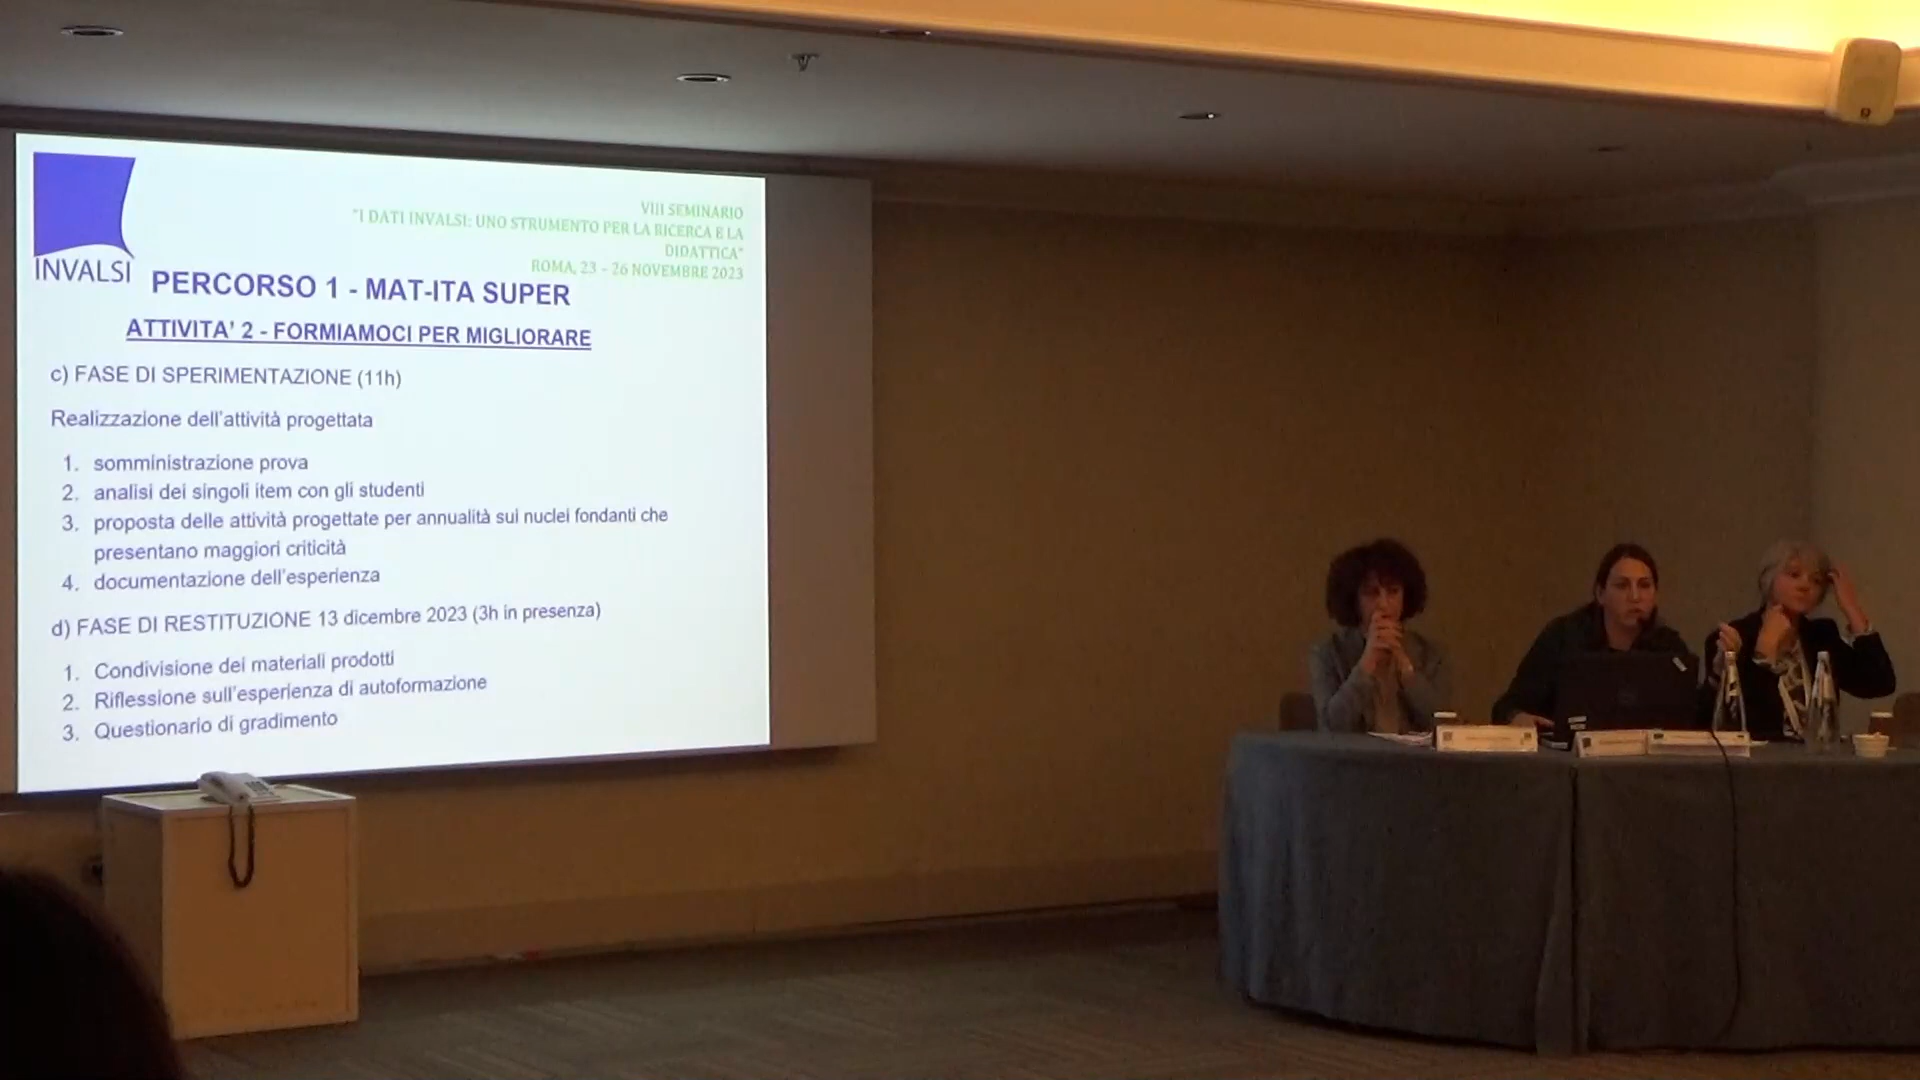 INVALSI
VIII SEMINARIO
"I DATI INVALSI: UNO STRUMENTO PER LA RICERCA E LA
DIDATTICA"
ROMA, 23 – 26 NOVEMBRE 2023
PERCORSO 1 - MAT-ITA SUPER
ATTIVITA' 2 - FORMIAMOCI PER MIGLIORARE
c) FASE DI SPERIMENTAZIONE (11h)
Realizzazione dell'attività progettata
1. somministrazione prova
2. analisi dei singoli item con gli studenti
3. proposta delle attività progettate per annualità sui nuclei fondanti che
presentano maggiori criticità
4. documentazione dell'esperienza
d) FASE DI RESTITUZIONE 13 dicembre 2023 (3h in presenza)
1. Condivisione dei materiali prodotti
2. Riflessione sull'esperienza di autoformazione
3. Questionario di gradimento